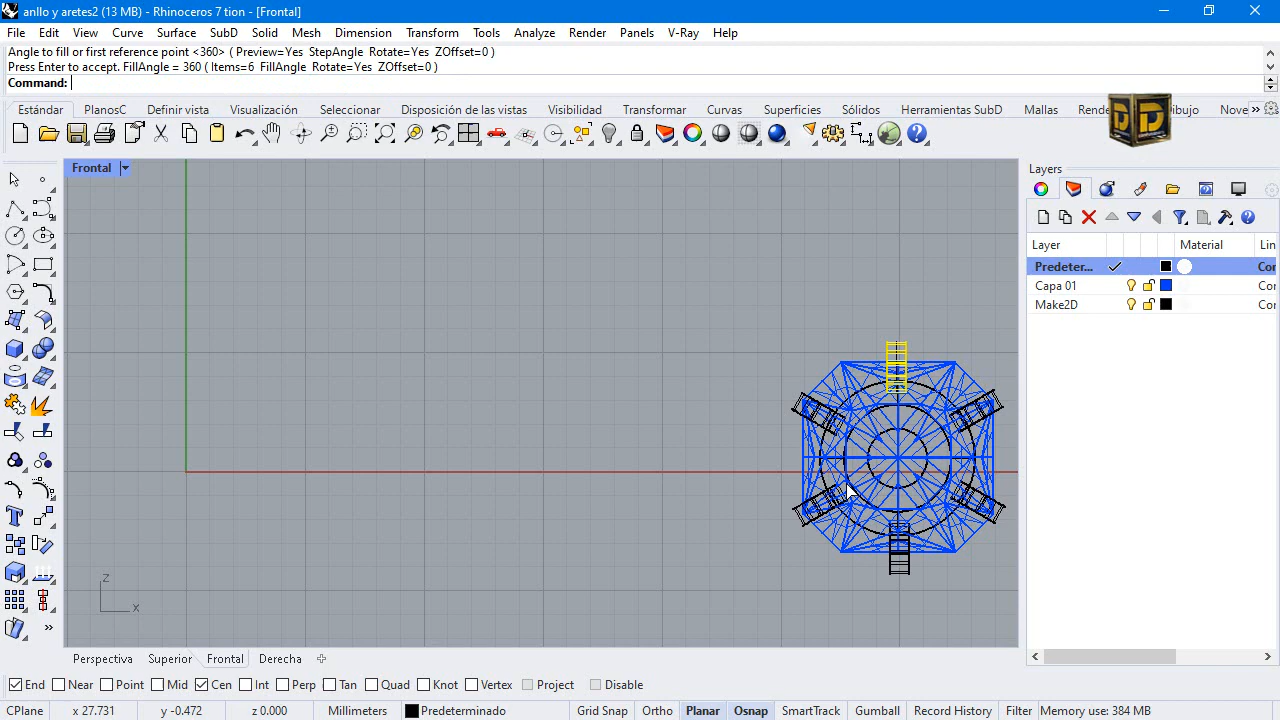 anllo y aretes2 (13 MB) - Rhinoceros 7 tion - [Frontal]
File Edit View Curve Surface SubD Solid Mesh Dimension Transform Tools Analyze Render Panels V-Ray Help
Angle to fill or first reference point <360> ( Preview=Yes StepAngle Rotate=Yes ZOffset=0 )
Press Enter to accept. FillAngle = 360 ( Items=6 FillAngle Rotate=Yes ZOffset=0 )
Command:
Estándar PlanosC Definir vista Visualización Seleccionar Disposición de las vistas Visibilidad Transform. Curvas Superficies Sólidos Herramientas SubD Mallas Rende ibujo Nove
Frontal
Layers
Layer Material Lin
Predeter... Cor
Capa 01 Cor
Make2D Cor
z
x
Perspectiva Superior Frontal Derecha
End Near Point Mid Cen Int Perp Tan Quad Knot Vertex Project Disable
CPlane x 27.731 y -0.472 z 0.000 Millimeters Predeterminado Grid Snap Ortho Planar Osnap SmartTrack Gumball Record History Filter Memory use: 384 MB